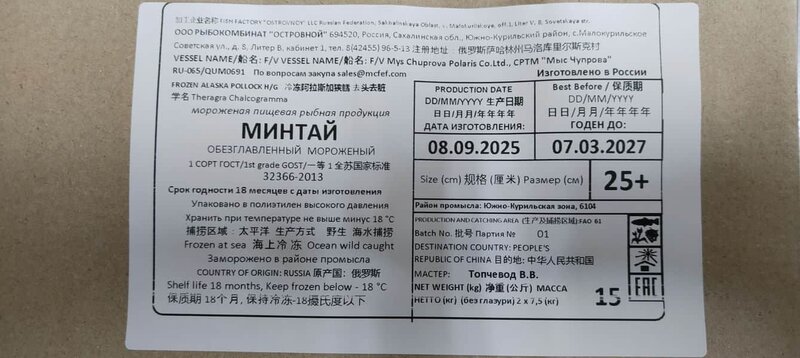 加工企业名称 FISH FACTORY "OSTROVNOY" LLC Russian Federation, Sakhalinskaya Oblast, v. Malokurilskoye, off.1, Liter V, 8, Sovetskaya str.
ООО РЫБОКОМБИНАТ "ОСТРОВНОЙ" 694520, Россия, Сахалинская обл., Южно-Курильский район, с.Малокурильское
Советская ул., д. 8, Литер В, кабинет 1, тел. 8(42455) 96-5-13 注册地址: 俄罗斯萨哈林州马洛库里尔斯克村
VESSEL NAME/船名: F/V VESSEL NAME/船名: F/V Mys Chuprova Polaris Co.Ltd., СРТМ "Мыс Чупрова"
RU-065/QUM0691 По вопросам закупа sales@mcfef.com Изготовлено в России
FROZEN ALASKA POLLOCK H/G 冷冻阿拉斯加狭鳕 去头去脏
学名 Theragra Chalcogramma
мороженая пищевая рыбная продукция
МИНТАЙ
ОБЕЗГЛАВЛЕННЫЙ МОРОЖЕНЫЙ
1 СОРТ ГОСТ/1st grade GOST/一等 1 全苏国家标准
32366-2013
Срок годности 18 месяцев с даты изготовления
Упаковано в полиэтилен высокого давления
Хранить при температуре не выше минус 18 °C
捕捞区域: 太平洋 生产方式 野生 海水捕捞
Frozen at sea 海上冷冻 Ocean wild caught
Заморожено в районе промысла
COUNTRY OF ORIGIN: RUSSIA 原产国: 俄罗斯
Shelf life 18 months, Keep frozen below - 18 °C
保质期 18个月, 保持冷冻-18摄氏度以下
PRODUCTION DATE
DD/MM/YYYY 生产日期
日日/月月/年年年年
ДАТА ИЗГОТОВЛЕНИЯ
08.09.2025
Best Before / 保质期
DD/MM/YYYY
日日/月月/年年年年
ГОДЕН ДО:
07.03.2027
Size (cm) 规格 (厘米) Размер (см) 25+
Район промысла: Южно-Курильская зона, 6104
PRODUCTION AND CATCHING AREA (生产及捕捞区域) FAO 61
Batch No. 批号 Партия № 01
DESTINATION COUNTRY: PEOPLE'S
REPUBLIC OF CHINA 目的地: 中华人民共和国
МАСТЕР: Топчевод В.В.
NET WEIGHT (kg) 净重 (公斤) МАССА
НЕТТО (кг) (без глазури) 2 x 7,5 (кг) 15
EAC